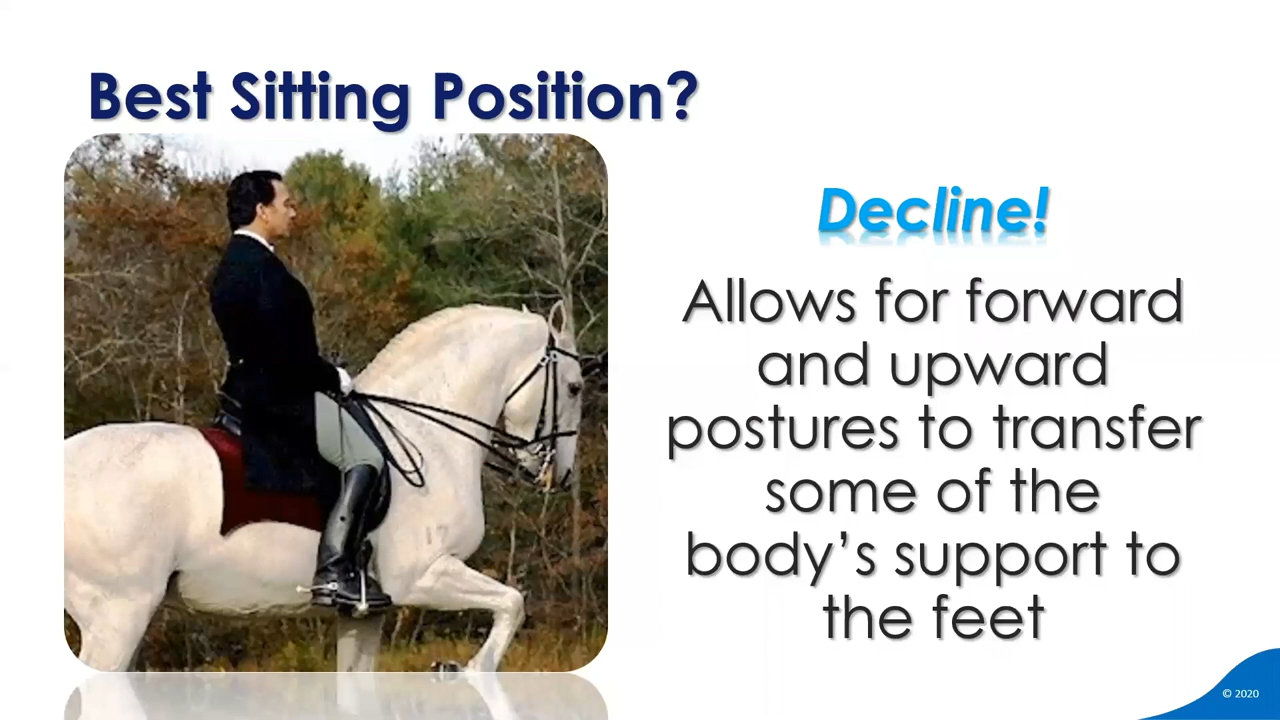 Best Sitting Position?
Decline!
Allows for forward
and upward
postures to transfer
some of the
body’s support to
the feet
© 2020